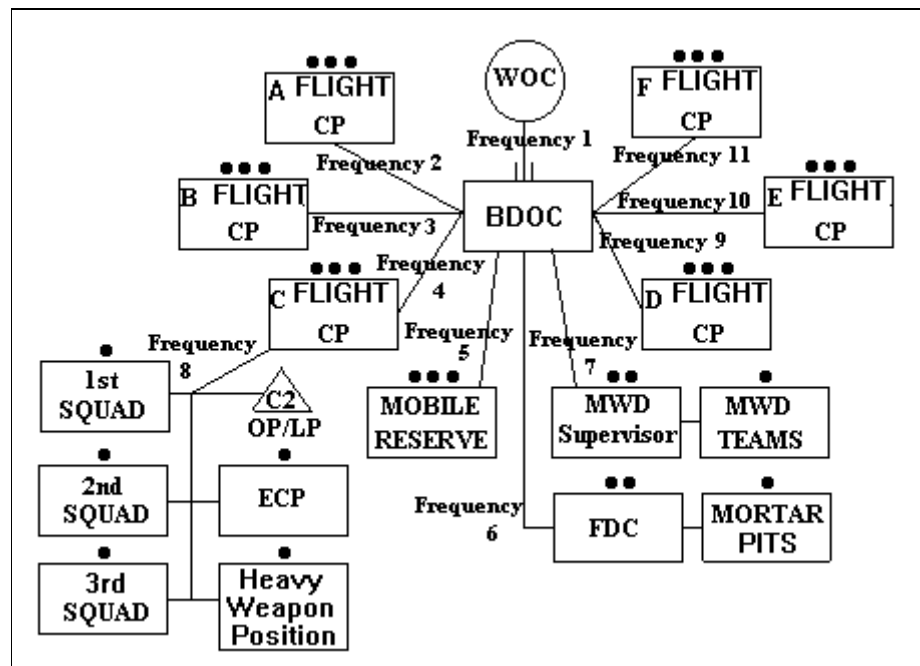 WOC
Frequency 1
A FLIGHT
CP
F FLIGHT
CP
Frequency 2
Frequency 11
B FLIGHT
CP
Frequency 3
BDOC
Frequency 10
E FLIGHT
CP
Frequency
4
Frequency 9
C FLIGHT
CP
D FLIGHT
CP
Frequency
8
Frequency
5
Frequency
7
1st
SQUAD
C2
OP/LP
MOBILE
RESERVE
MWD
Supervisor
MWD
TEAMS
2nd
SQUAD
ECP
Frequency
6
FDC
MORTAR
PITS
3rd
SQUAD
Heavy
Weapon
Position